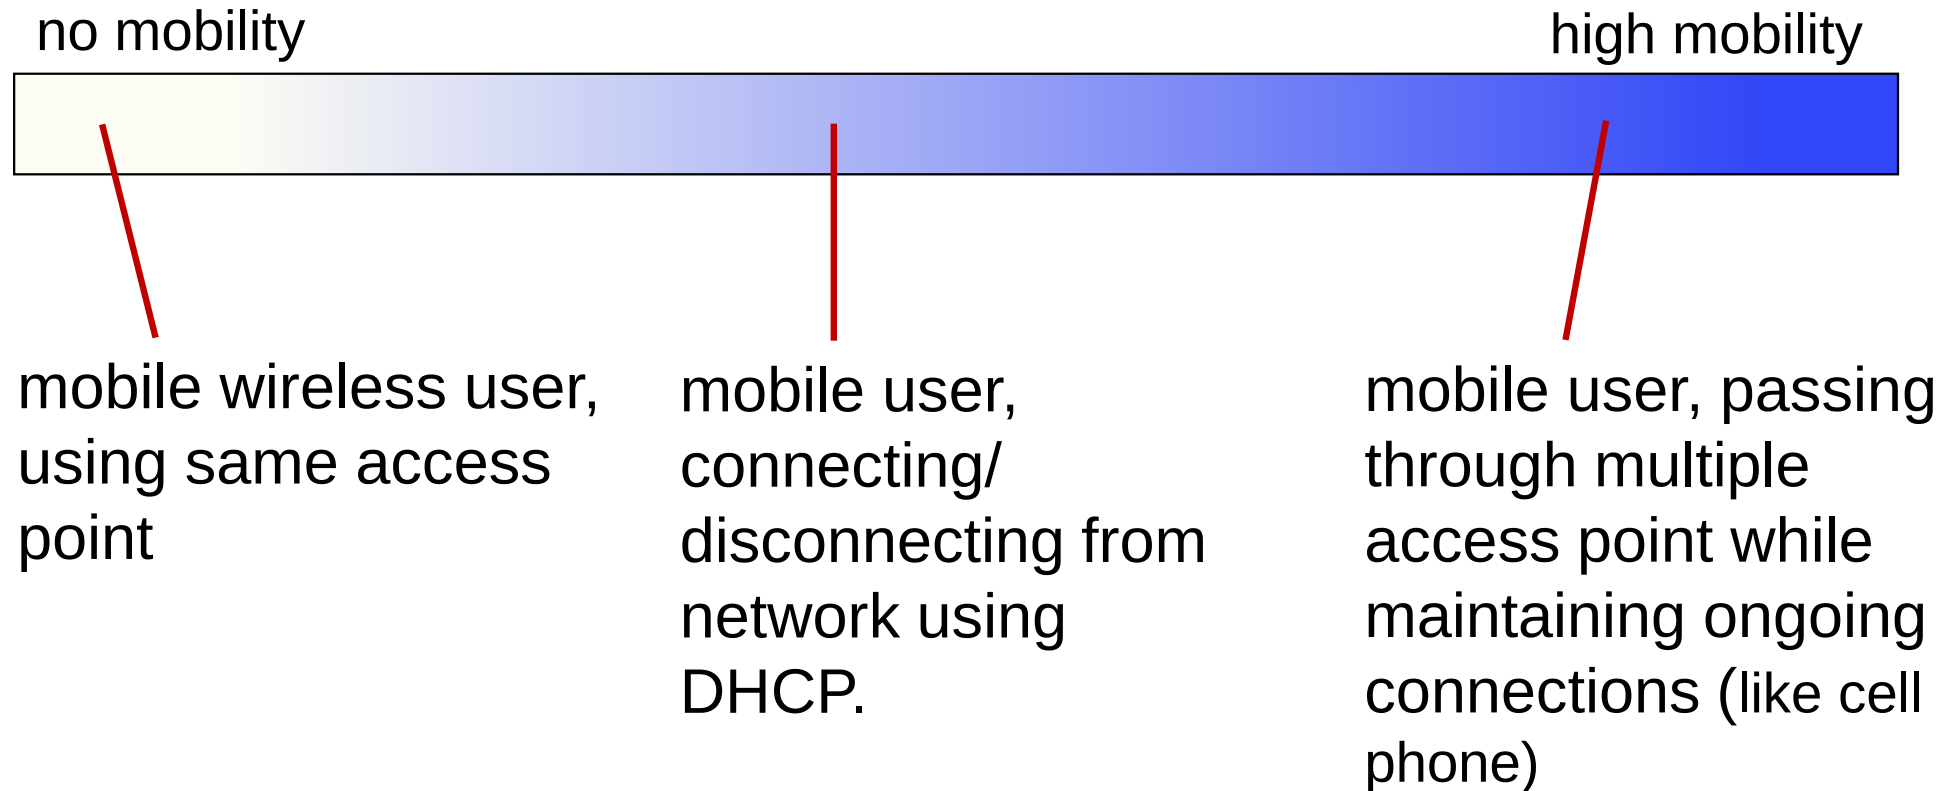 no mobility
high mobility
mobile wireless user,
using same access
point
mobile user,
connecting/
disconnecting from
network using
DHCP.
mobile user, passing
through multiple
access point while
maintaining ongoing
connections (like cell
phone)